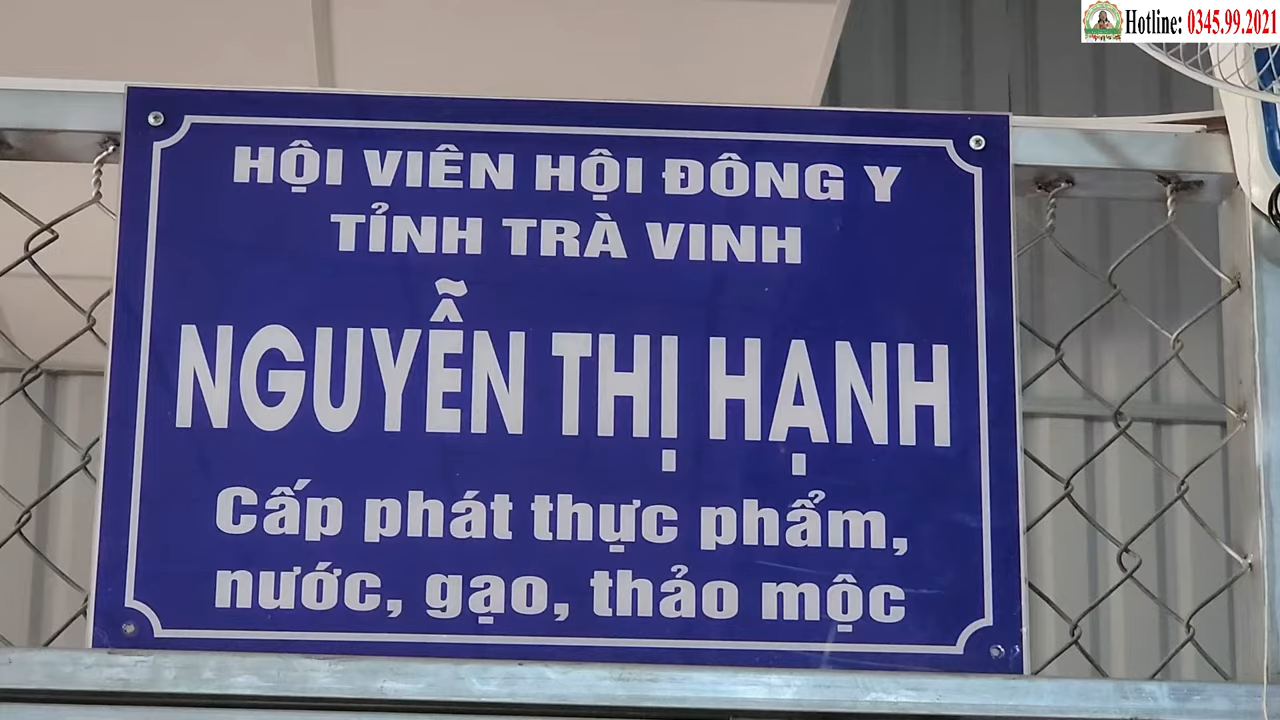 Hotline: 0345.99.2021
HỘI VIÊN HỘI ĐÔNG Y
TỈNH TRÀ VINH
NGUYỄN THỊ HẠNH
Cấp phát thực phẩm,
nước, gạo, thảo mộc